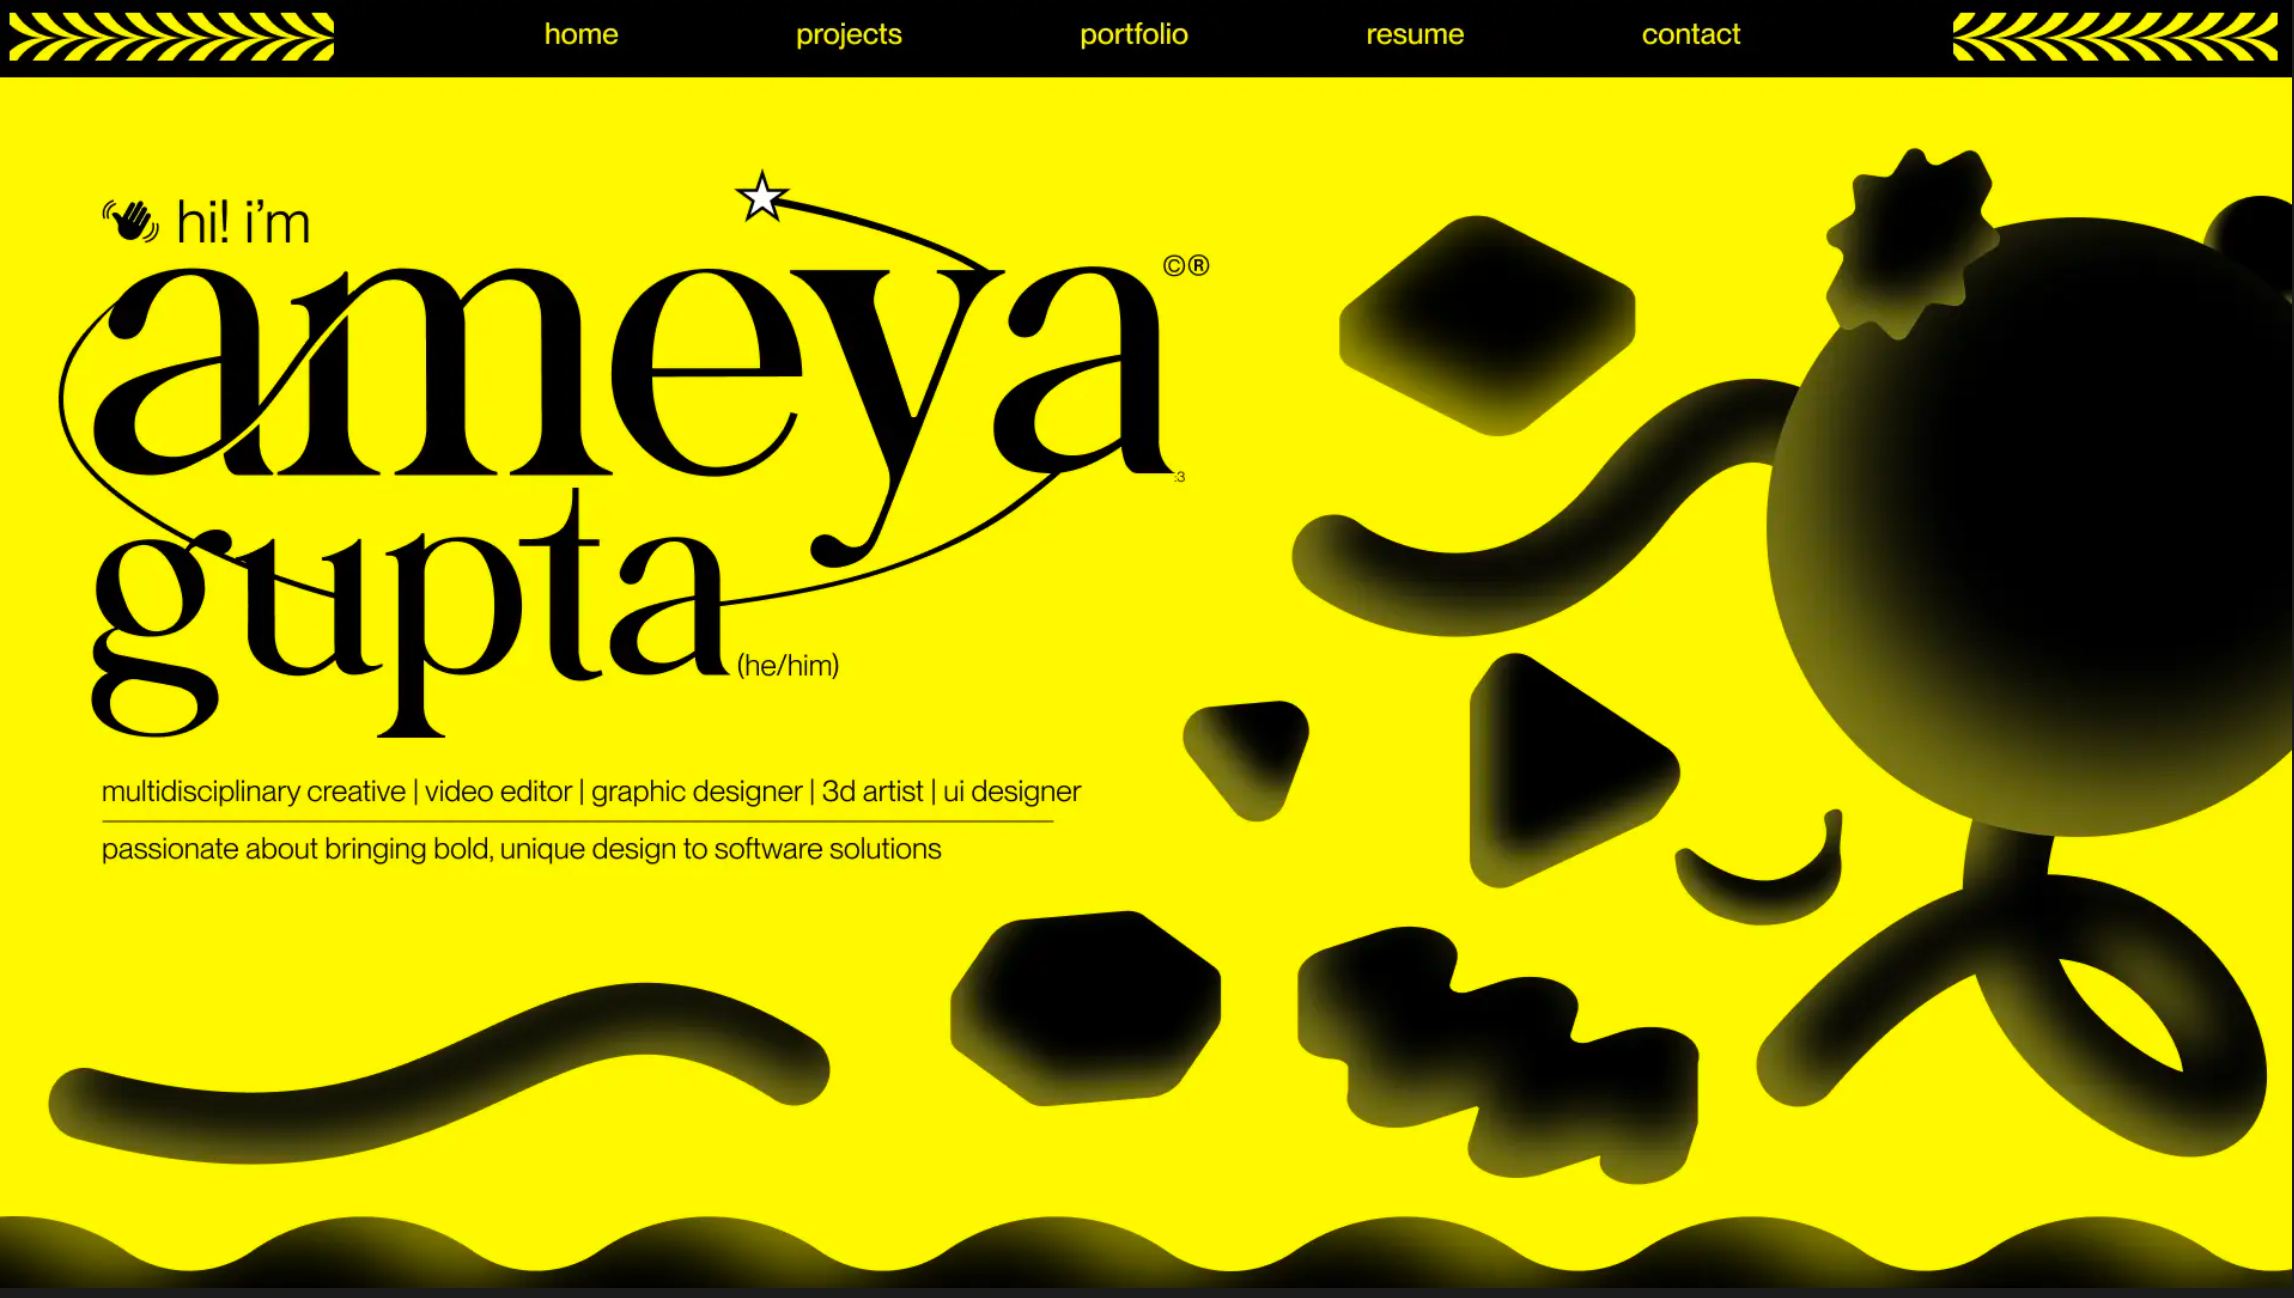 home projects portfolio resume contact
hi! i’m
ameya ©®
:3
gupta (he/him)
multidisciplinary creative | video editor | graphic designer | 3d artist | ui designer
passionate about bringing bold, unique design to software solutions